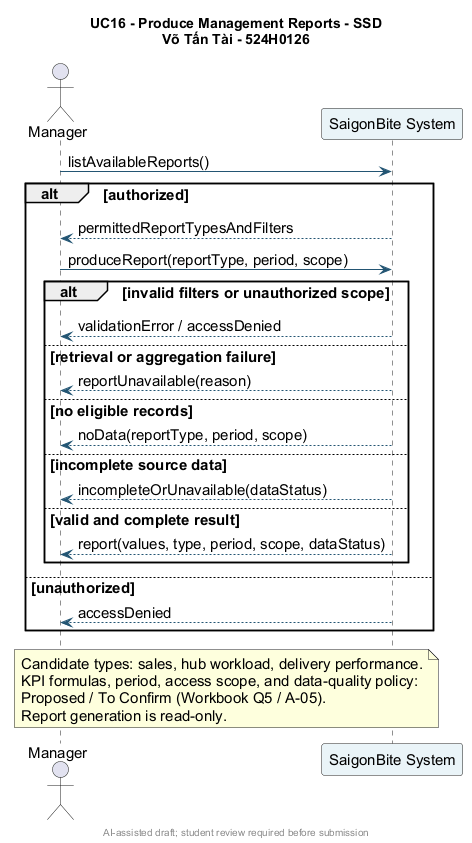 UC16 - Produce Management Reports - SSD
Võ Tấn Tài - 524H0126
Manager
SaigonBite System
listAvailableReports()
alt [authorized]
permittedReportTypesAndFilters
produceReport(reportType, period, scope)
alt [invalid filters or unauthorized scope]
validationError / accessDenied
[retrieval or aggregation failure]
reportUnavailable(reason)
[no eligible records]
noData(reportType, period, scope)
[incomplete source data]
incompleteOrUnavailable(dataStatus)
[valid and complete result]
report(values, type, period, scope, dataStatus)
[unauthorized]
accessDenied
Candidate types: sales, hub workload, delivery performance.
KPI formulas, period, access scope, and data-quality policy:
Proposed / To Confirm (Workbook Q5 / A-05).
Report generation is read-only.
Manager
SaigonBite System
AI-assisted draft; student review required before submission